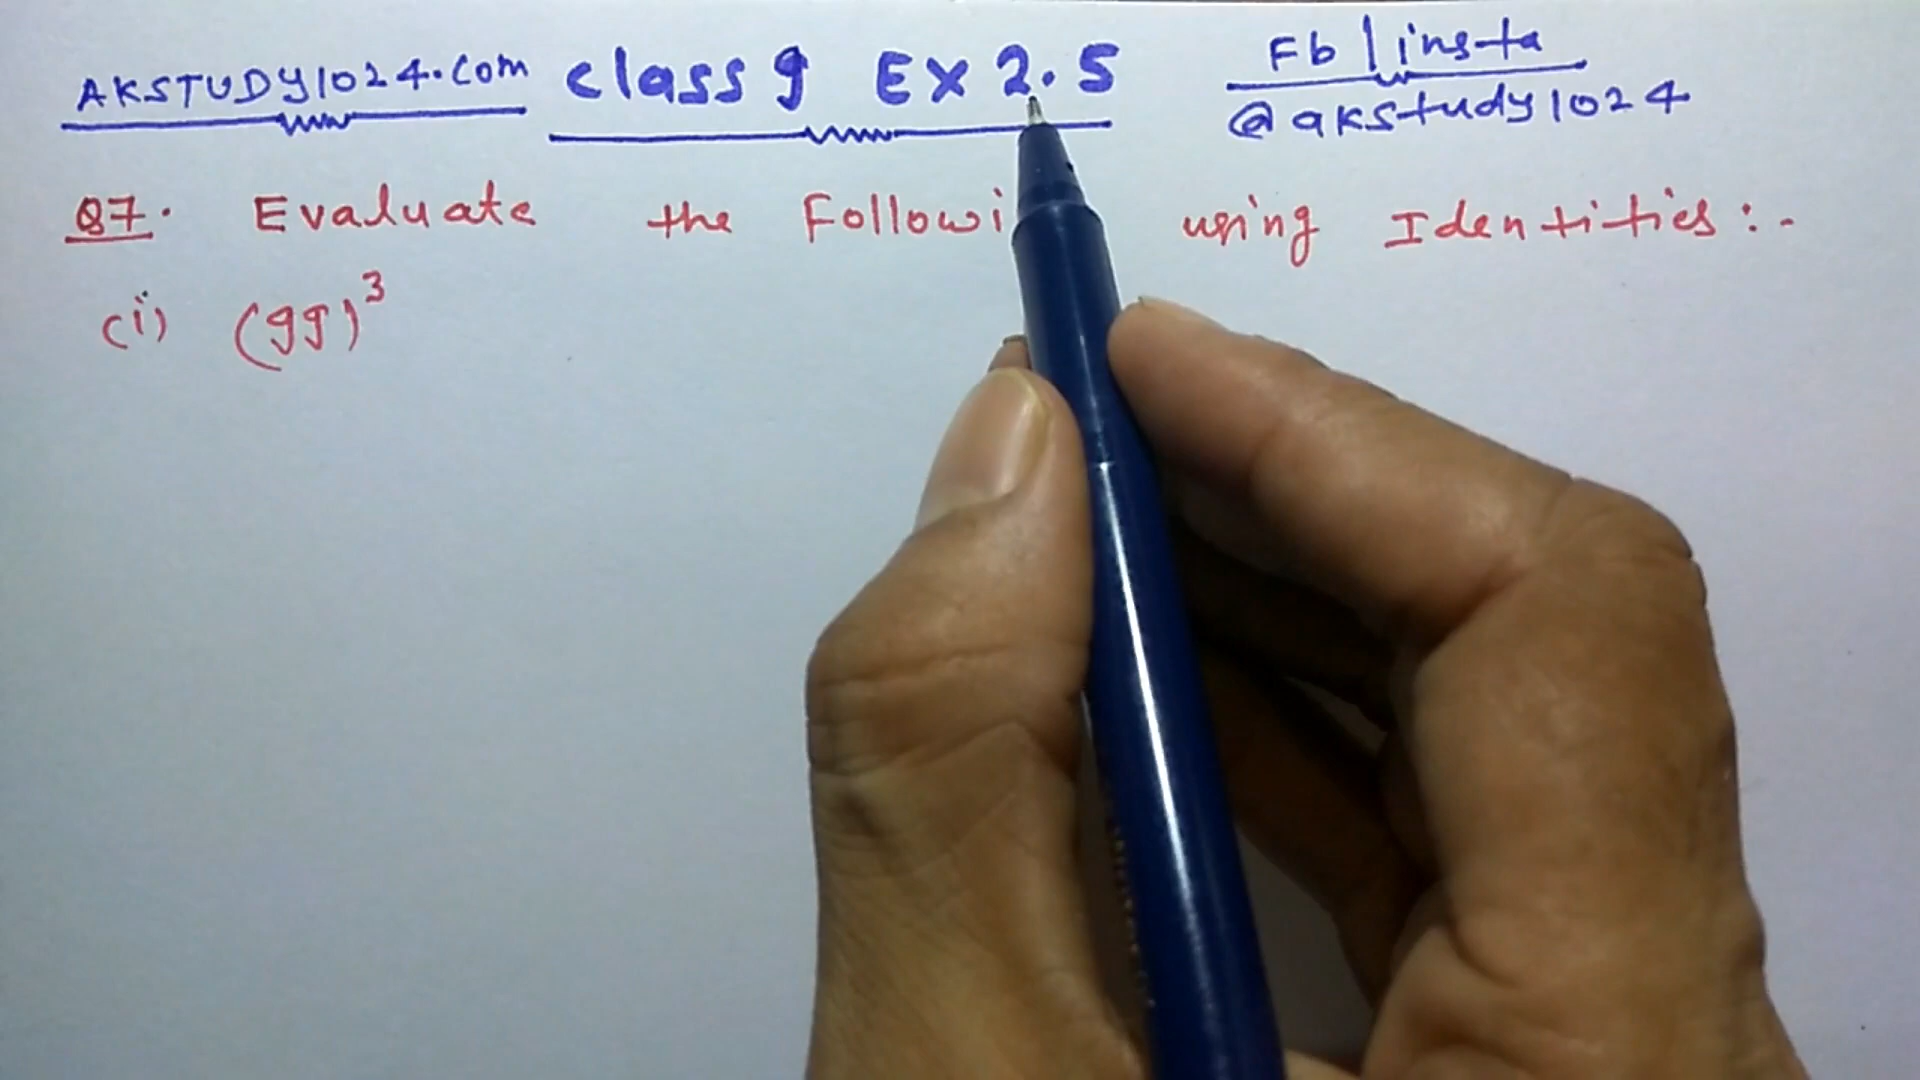 AKSTUDY1024.com class 9 EX 2.5 Fb | insta
@akstudy1024
Q7. Evaluate the Followi using Identities:-
(i) (99)³